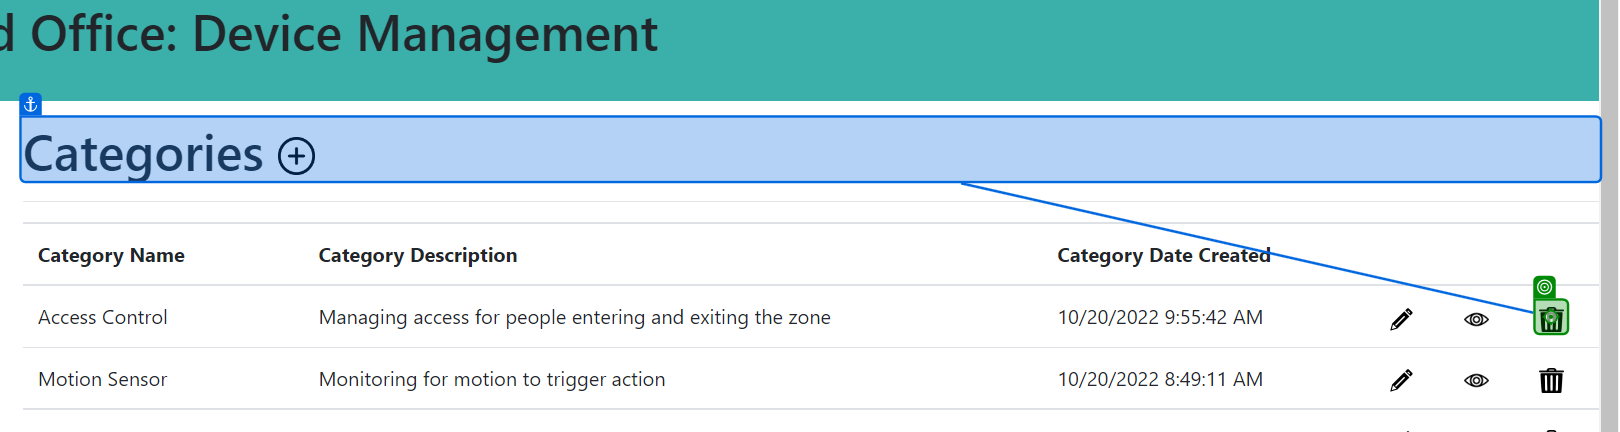 d Office: Device Management
Categories
Category Name Category Description Category Date Created
Access Control Managing access for people entering and exiting the zone 10/20/2022 9:55:42 AM
Motion Sensor Monitoring for motion to trigger action 10/20/2022 8:49:11 AM